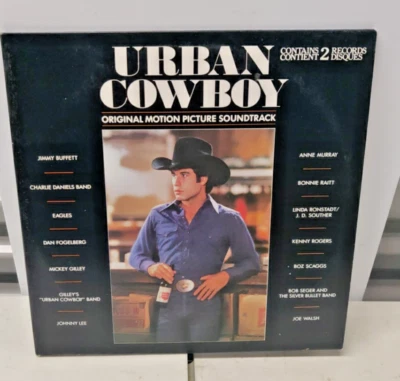 URBAN
COWBOY
CONTAINS 2 RECORDS
CONTIENT 2 DISQUES
ORIGINAL MOTION PICTURE SOUNDTRACK
JIMMY BUFFETT
CHARLIE DANIELS BAND
EAGLES
DAN FOGELBERG
MICKEY GILLEY
GILLEY'S
"URBAN COWBOY" BAND
JOHNNY LEE
ANNE MURRAY
BONNIE RAITT
LINDA RONSTADT/
J. D. SOUTHER
KENNY ROGERS
BOZ SCAGGS
BOB SEGER AND
THE SILVER BULLET BAND
JOE WALSH